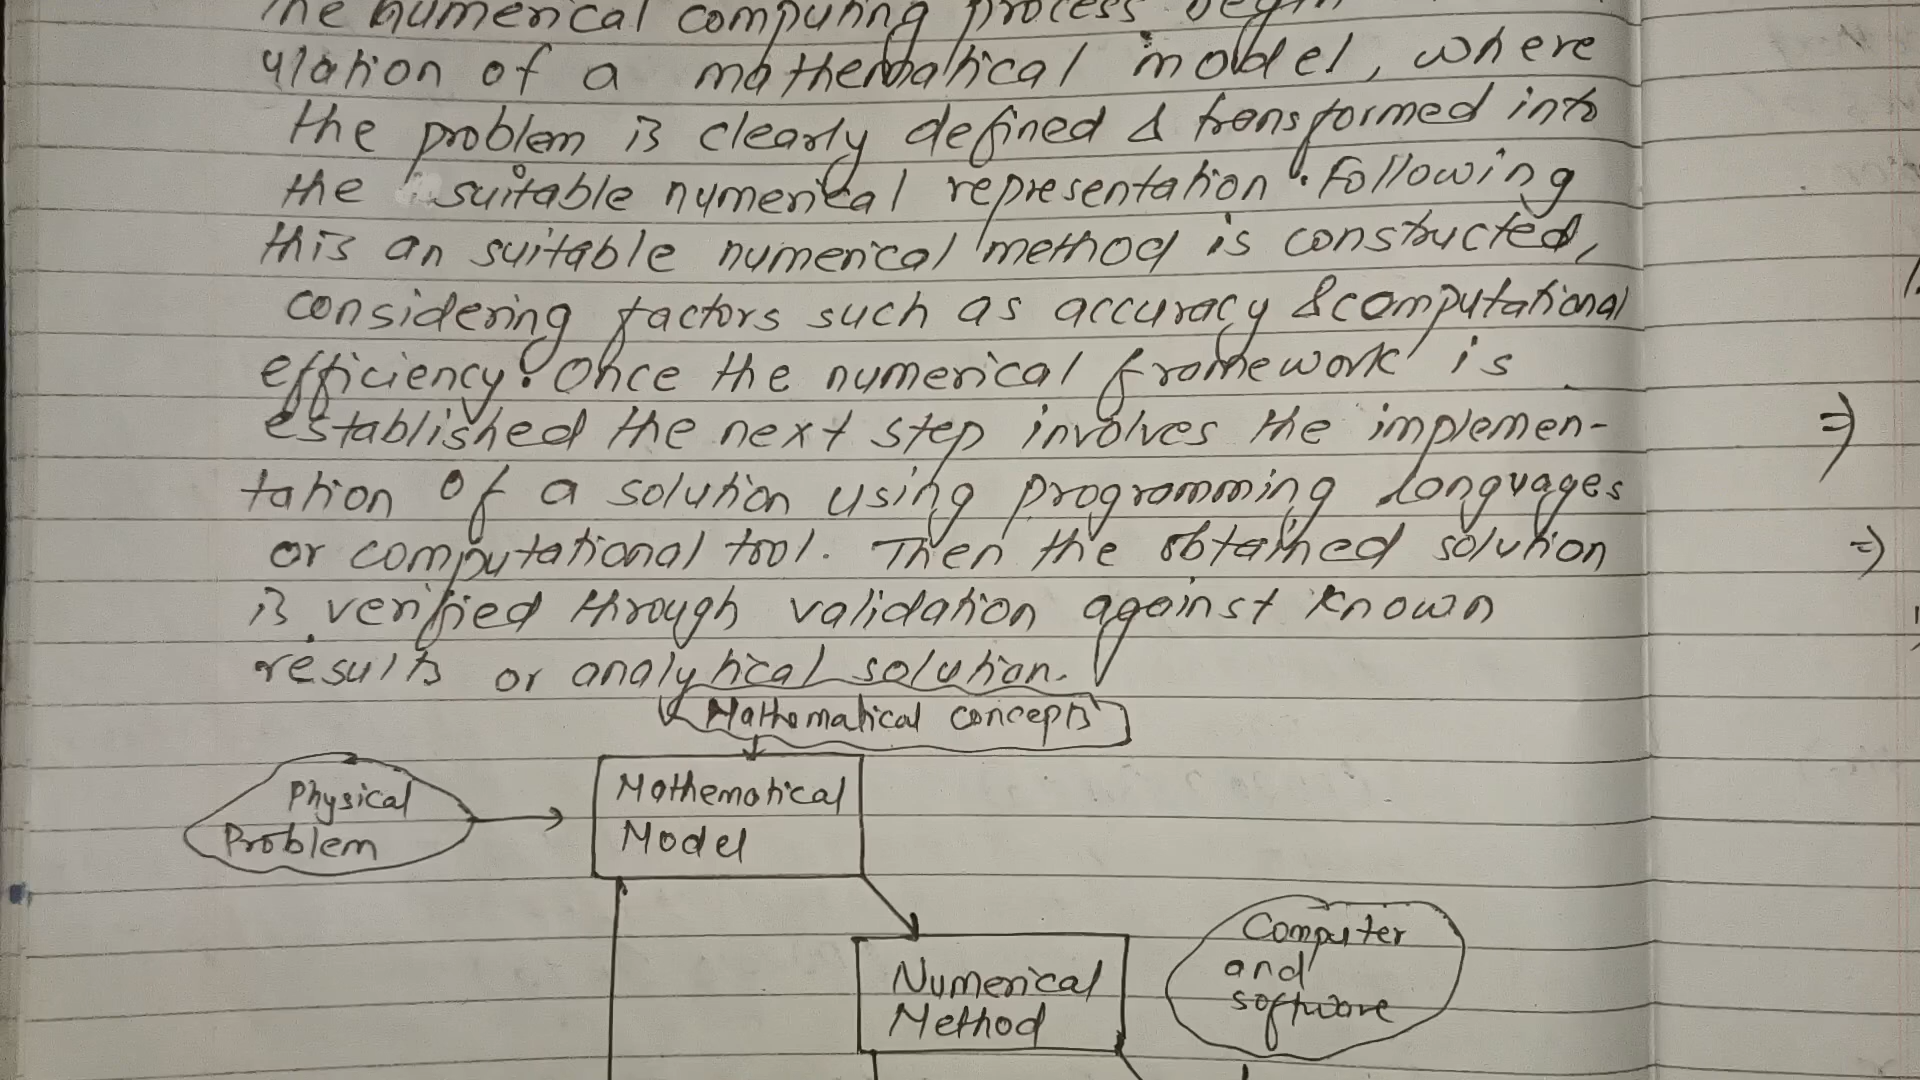 The numerical computing process begin
ulation of a mathematical model, where
the problem is clearly defined & transformed into
the suitable numerical representation. Following
this an suitable numerical method is constructed,
considering factors such as accuracy & computational
efficiency. Once the numerical framework is
established the next step involves the implemen-
tation of a solution using programming languages
or computational tool. Then the obtained solution
is verified through validation against known
results or analytical solution.
Mathematical concepts
Physical
Problem
Mathematical
Model
Numerical
Method
Computer
and
software
=)
=)